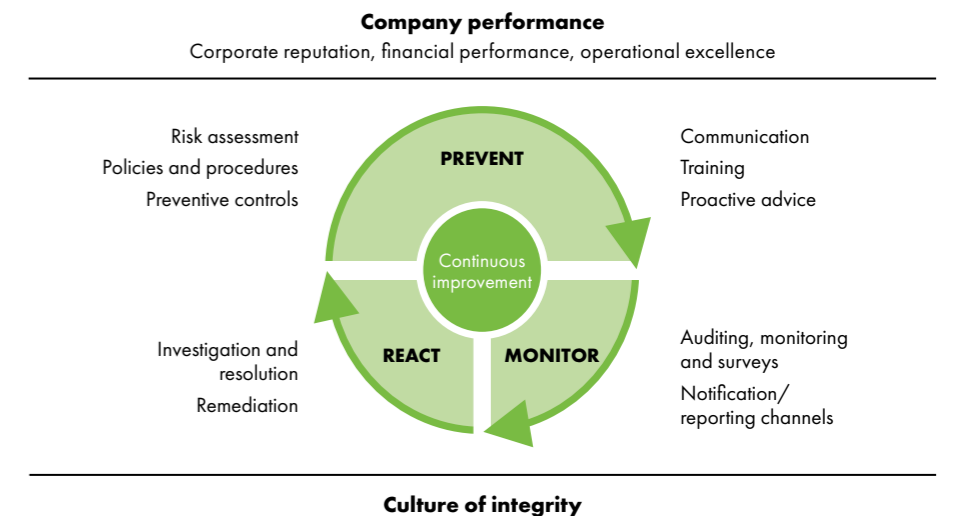 Company performance
Corporate reputation, financial performance, operational excellence
Risk assessment
Policies and procedures
Preventive controls
PREVENT
Communication
Training
Proactive advice
Continuous
improvement
Investigation and
resolution
Remediation
REACT
MONITOR
Auditing, monitoring
and surveys
Notification/
reporting channels
Culture of integrity